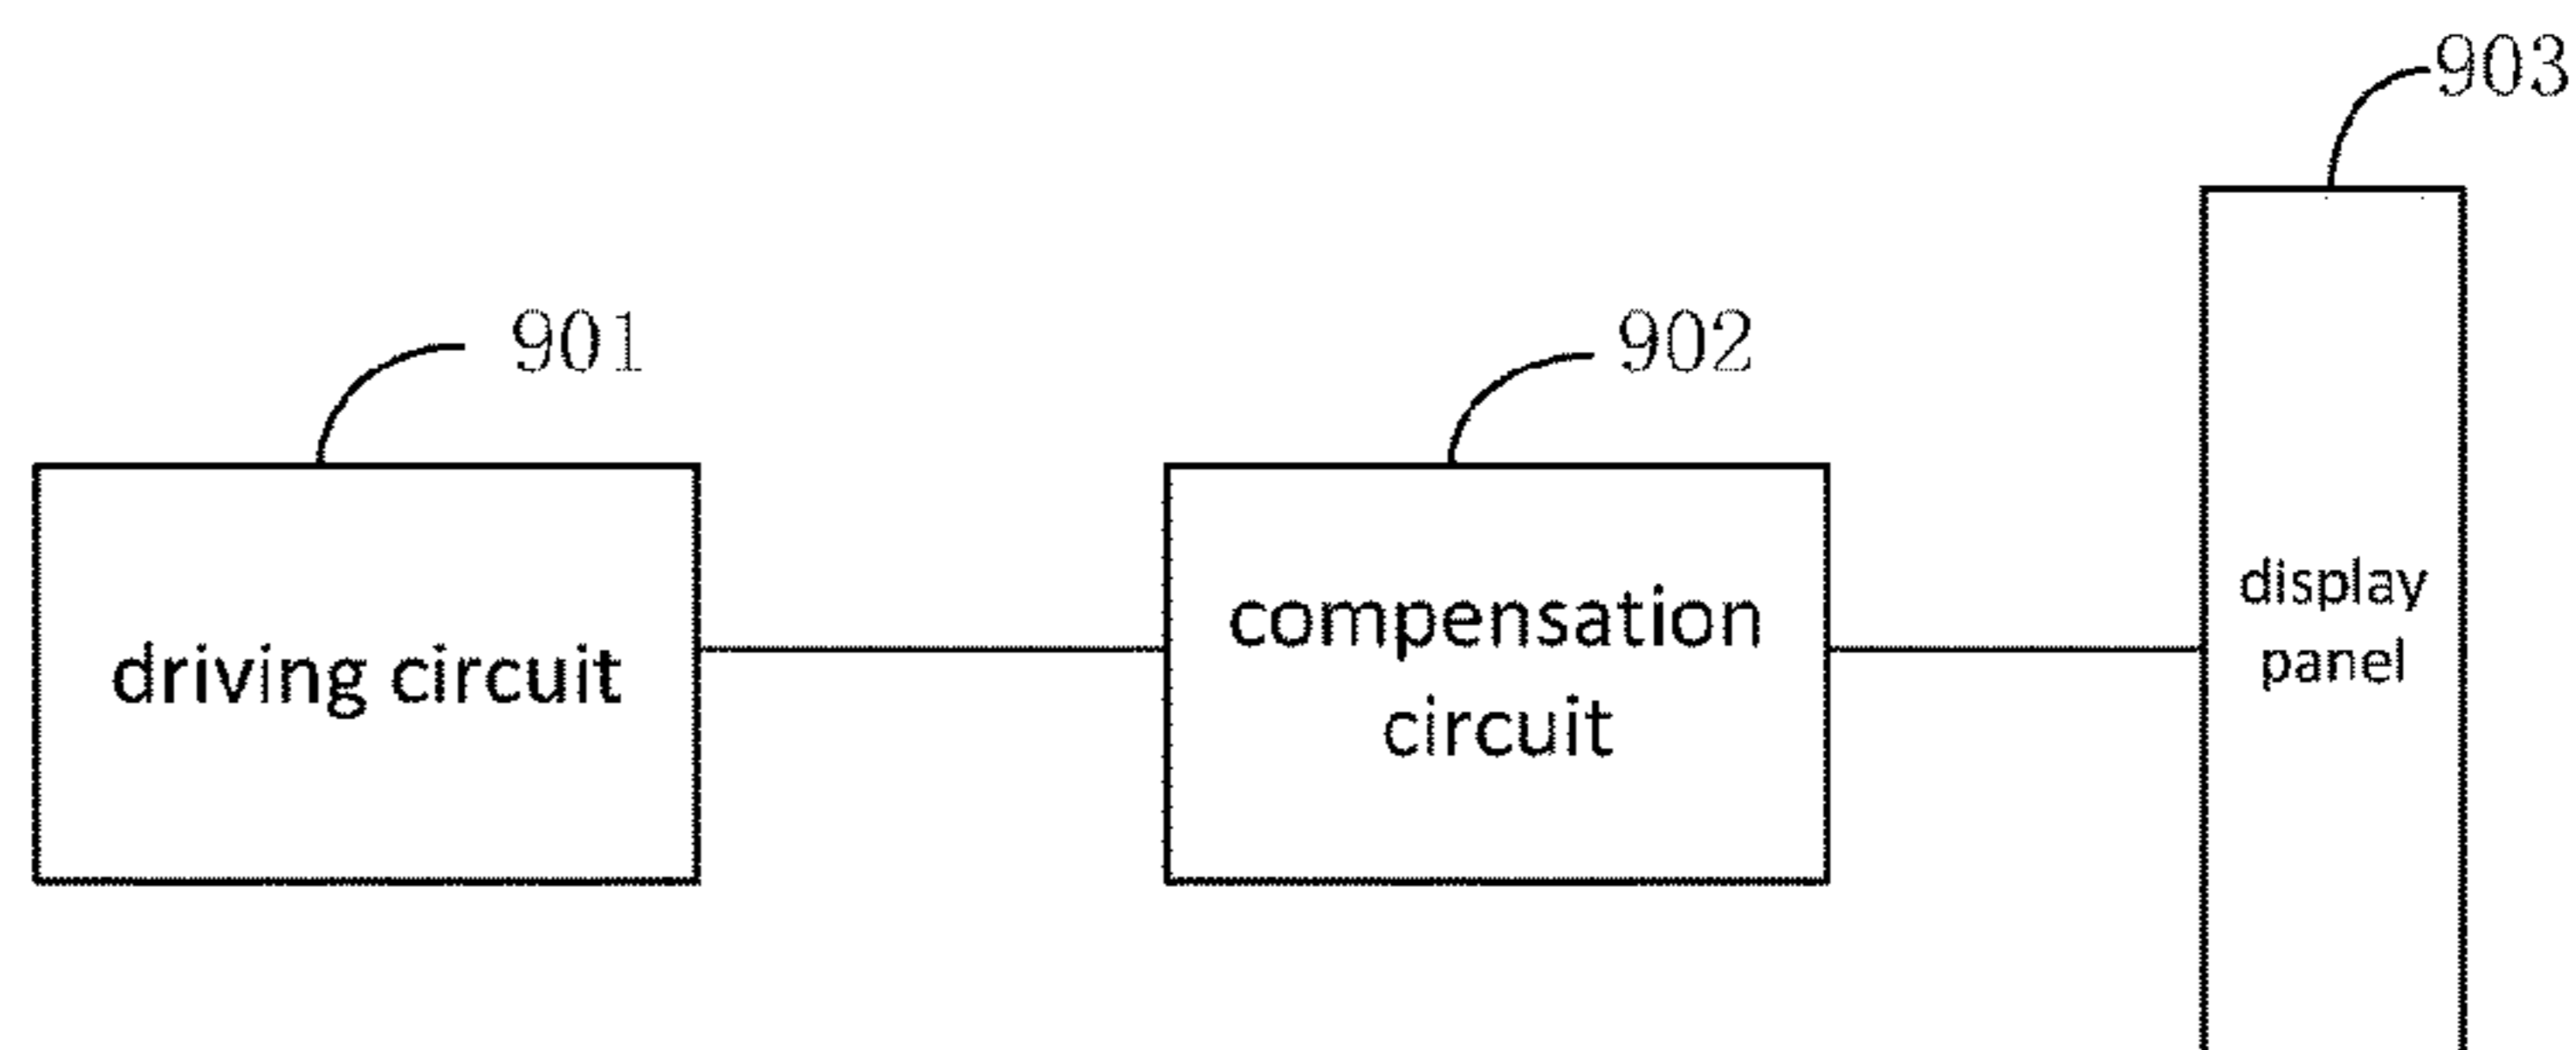 903
901
902
driving circuit
compensation
circuit
display
panel